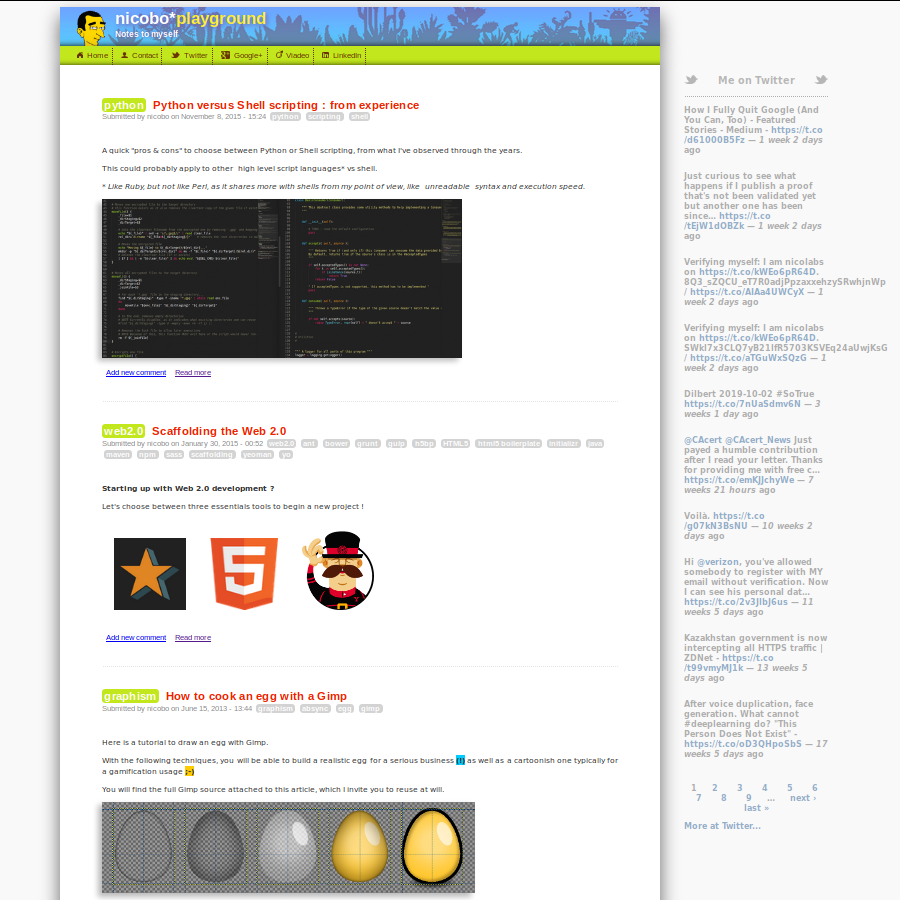 nicobo*playground
Notes to myself
Home
Contact
Twitter
Google+
Viadeo
LinkedIn
python Python versus Shell scripting : from experience
Submitted by nicobo on November 8, 2015 - 15:24 python scripting shell
A quick "pros & cons" to choose between Python or Shell scripting, from what I've observed through the years.
This could probably apply to other high level script languages* vs shell.
* Like Ruby, but not like Perl, as it shares more with shells from my point of view, like unreadable syntax and execution speed.
Add new comment Read more
web2.0 Scaffolding the Web 2.0
Submitted by nicobo on January 30, 2015 - 00:52 web2.0 ant bower grunt gulp h5bp HTML5 html5 boilerplate initializr java
maven npm sass scaffolding yeoman yo
Starting up with Web 2.0 development ?
Let's choose between three essentials tools to begin a new project !
5
Add new comment Read more
graphism How to cook an egg with a Gimp
Submitted by nicobo on June 15, 2013 - 13:44 graphism absync egg gimp
Here is a tutorial to draw an egg with Gimp.
With the following techniques, you will be able to build a realistic egg for a serious business (!) as well as a cartoonish one typically for
a gamification usage ;-)
You will find the full Gimp source attached to this article, which I invite you to reuse at will.
Me on Twitter
How I Fully Quit Google (And
You Can, Too) - Featured
Stories - Medium - https://t.co
/d61000B5Fz — 1 week 2 days
ago
Just curious to see what
happens if I publish a proof
that's not been validated yet
but another one has been
since… https://t.co
/tEjW1dOBZk — 1 week 2 days
ago
Verifying myself: I am nicolabs
on https://t.co/kWEo6pR64D.
8Q3_sZQCU_eT7R0adjPpzaxxehzySRwhjnWp
/ https://t.co/AIAa4UWCyX — 1
week 2 days ago
Verifying myself: I am nicolabs
on https://t.co/kWEo6pR64D.
SWkl7x3CLQ7yB21lfR5703KSVEq24aUwjKsG
/ https://t.co/aTGuWxSQzG — 1
week 2 days ago
Dilbert 2019-10-02 #SoTrue
https://t.co/7nUaSdmv6N — 3
weeks 1 day ago
@CAcert @CAcert_News Just
payed a humble contribution
after I read your letter. Thanks
for providing me with free c…
https://t.co/emKJJchyWe — 7
weeks 21 hours ago
Voilà. https://t.co
/g07kN3BsNU — 10 weeks 2
days ago
Hi @verizon, you've allowed
somebody to register with MY
email without verification. Now
I can see his personal dat…
https://t.co/2v3JlbJ6us — 11
weeks 5 days ago
Kazakhstan government is now
intercepting all HTTPS traffic |
ZDNet - https://t.co
/t99vmyMJ1k — 13 weeks 5
days ago
After voice duplication, face
generation. What cannot
#deeplearning do? "This
Person Does Not Exist" -
https://t.co/oD3QHpoSbS — 17
weeks 5 days ago
1 2 3 4 5 6
7 8 9 … next ›
last »
More at Twitter...